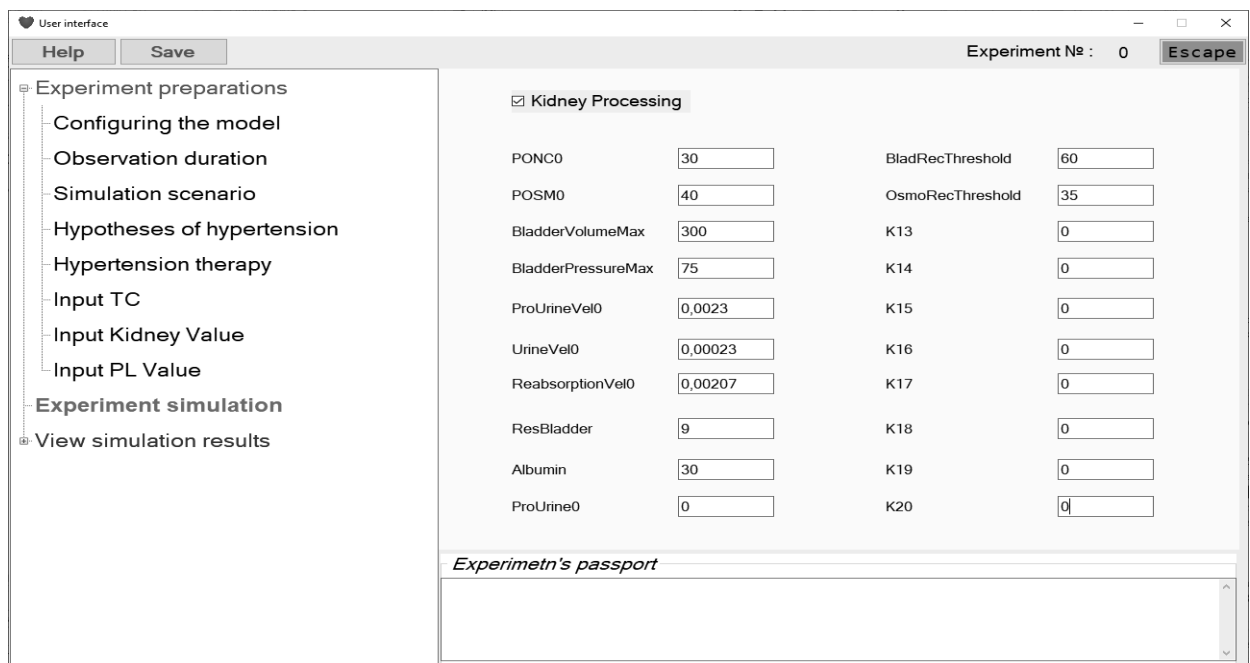 User interface
Help Save Experiment № : 0 Escape
Experiment preparations
Configuring the model
Observation duration
Simulation scenario
Hypotheses of hypertension
Hypertension therapy
Input TC
Input Kidney Value
Input PL Value
Experiment simulation
View simulation results
Kidney Processing
PONC0 30 BladRecThreshold 60
POSM0 40 OsmoRecThreshold 35
BladderVolumeMax 300 K13 0
BladderPressureMax 75 K14 0
ProUrineVel0 0,0023 K15 0
UrineVel0 0,00023 K16 0
ReabsorptionVel0 0,00207 K17 0
ResBladder 9 K18 0
Albumin 30 K19 0
ProUrine0 0 K20 0
Experimetn's passport